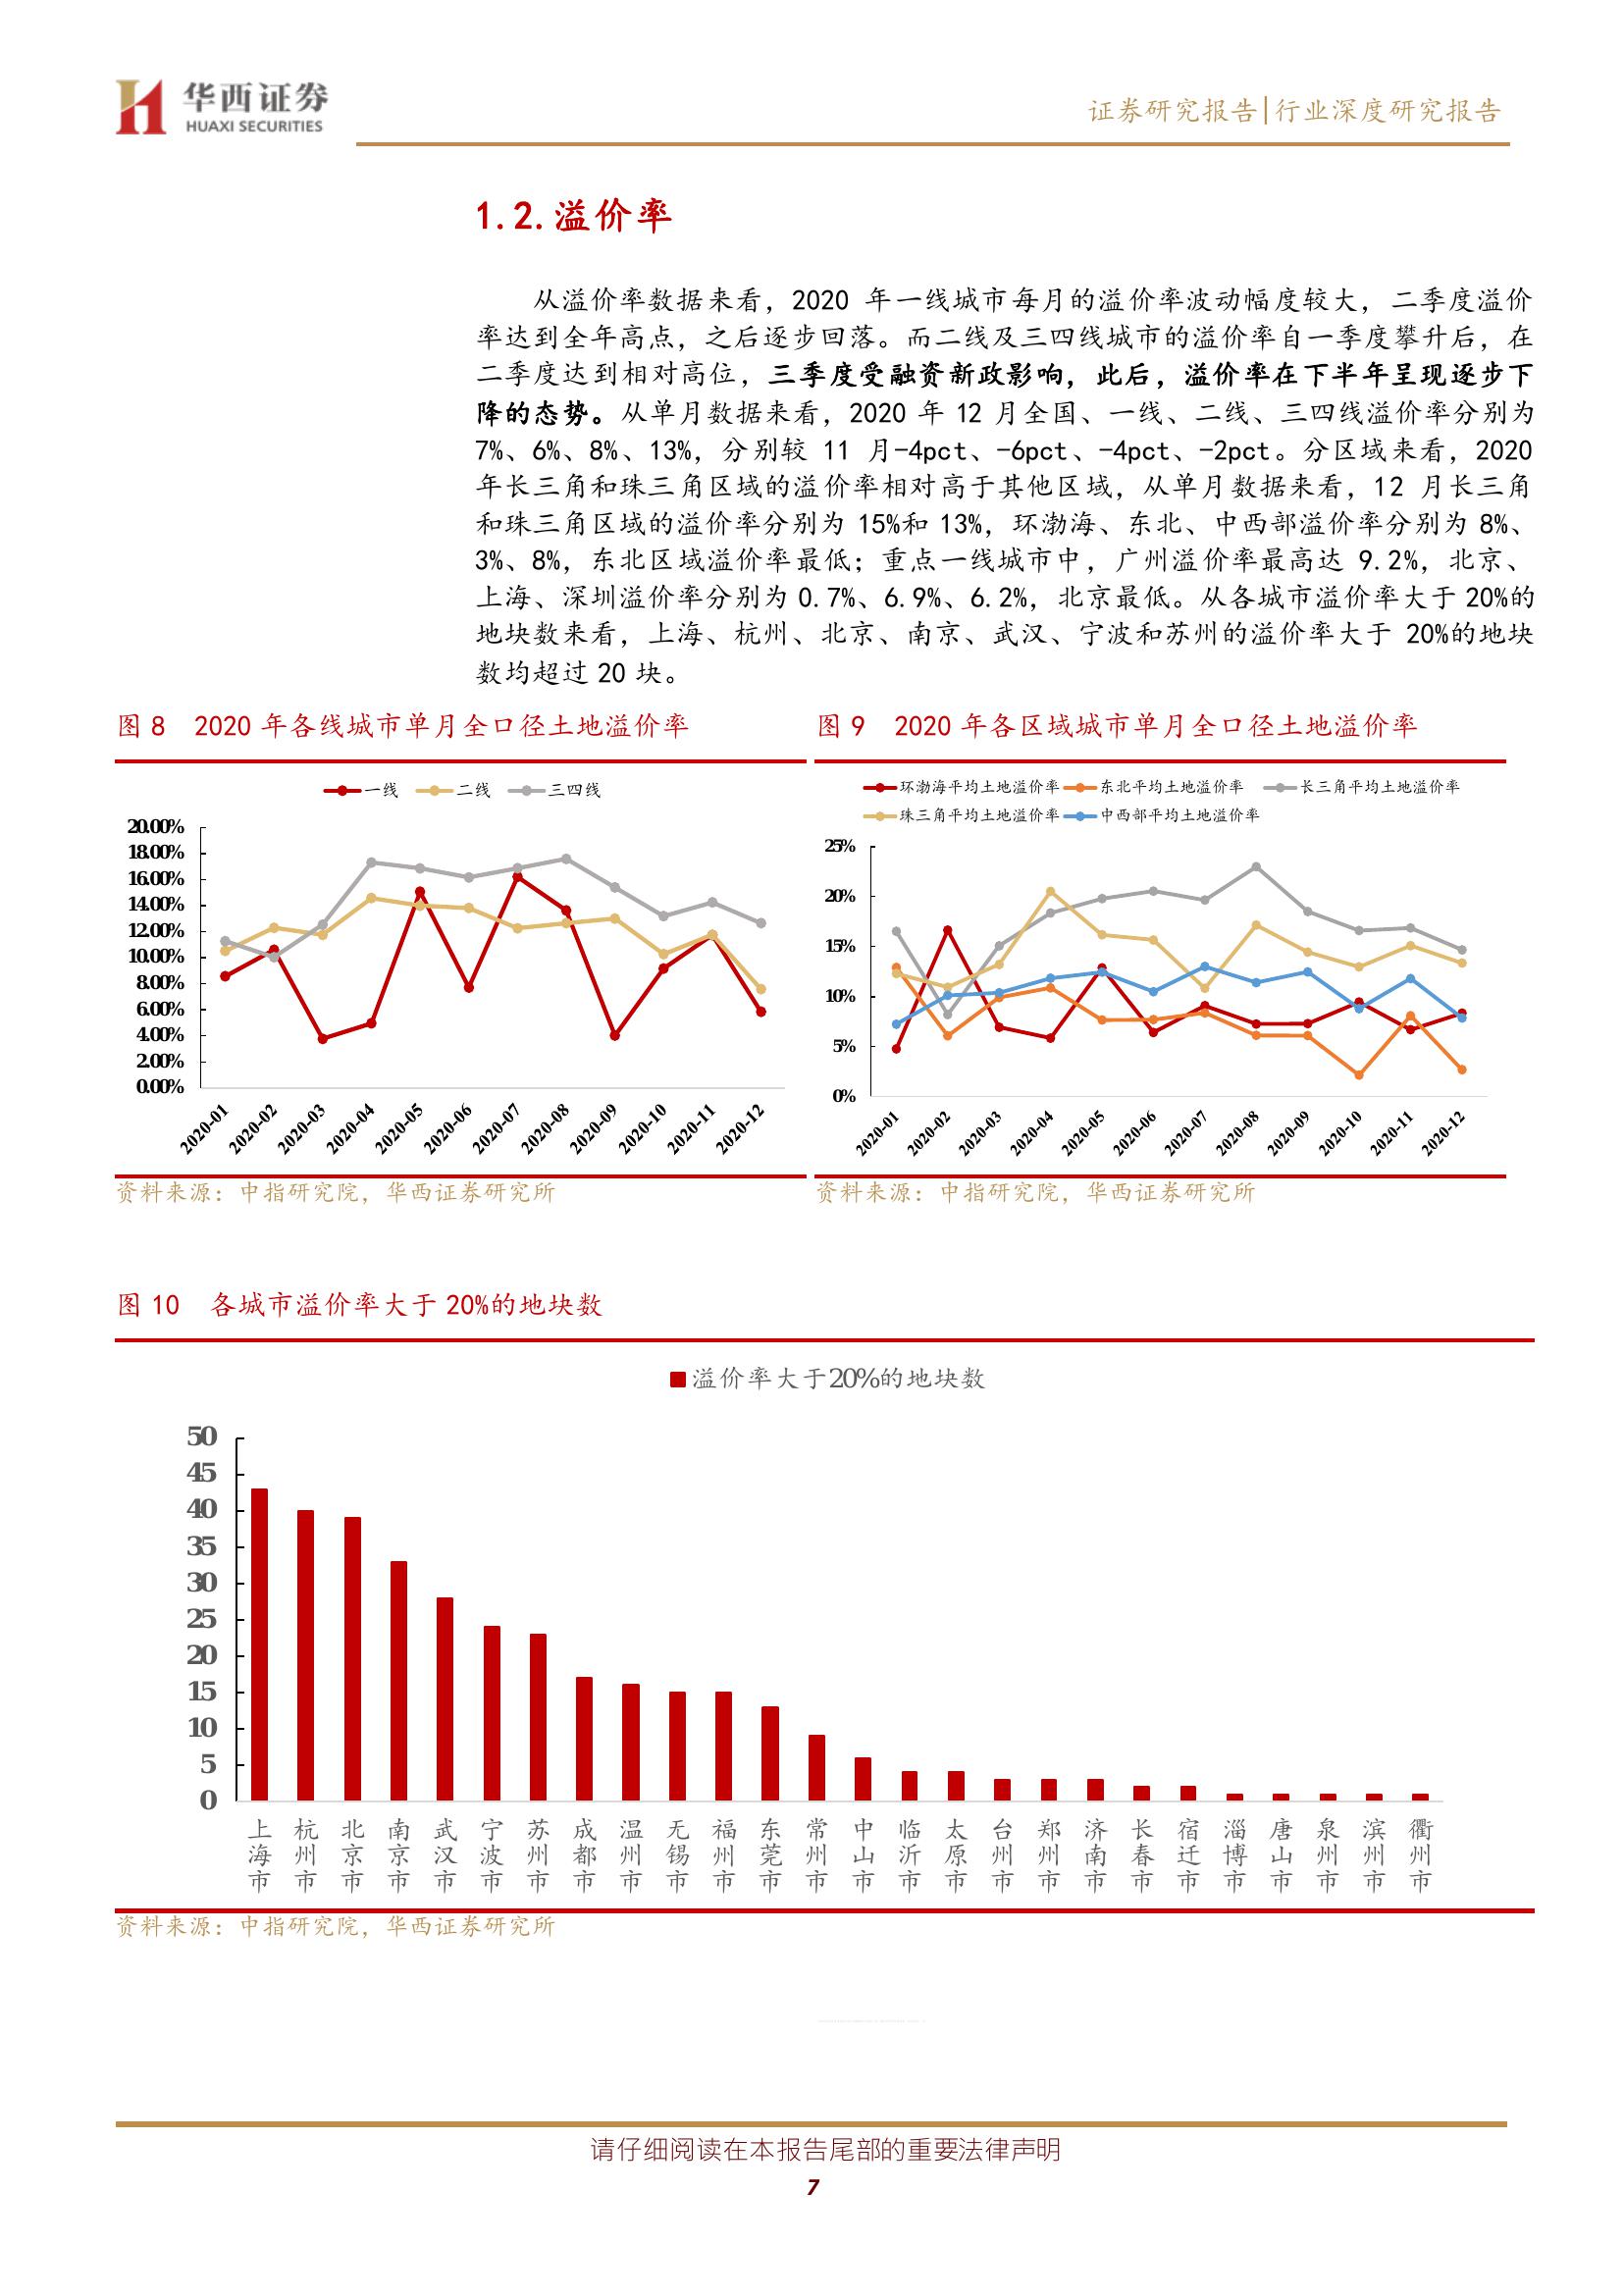 华西证券
HUAXI SECURITIES
证券研究报告|行业深度研究报告
1.2.溢价率
从溢价率数据来看，2020 年一线城市每月的溢价率波动幅度较大，二季度溢价
率达到全年高点，之后逐步回落。而二线及三四线城市的溢价率自一季度攀升后，在
二季度达到相对高位，三季度受融资新政影响，此后，溢价率在下半年呈现逐步下
降的态势。从单月数据来看，2020 年 12 月全国、一线、二线、三四线溢价率分别为
7%、6%、8%、13%，分别较 11 月-4pct、-6pct、-4pct、-2pct。分区域来看，2020
年长三角和珠三角区域的溢价率相对高于其他区域，从单月数据来看，12 月长三角
和珠三角区域的溢价率分别为 15%和 13%，环渤海、东北、中西部溢价率分别为 8%、
3%、8%，东北区域溢价率最低；重点一线城市中，广州溢价率最高达 9.2%，北京、
上海、深圳溢价率分别为 0.7%、6.9%、6.2%，北京最低。从各城市溢价率大于 20%的
地块数来看，上海、杭州、北京、南京、武汉、宁波和苏州的溢价率大于 20%的地块
数均超过 20 块。
图 8 2020 年各线城市单月全口径土地溢价率
一线 二线 三四线
20.00%
18.00%
16.00%
14.00%
12.00%
10.00%
8.00%
6.00%
4.00%
2.00%
0.00%
2020-01 2020-02 2020-03 2020-04 2020-05 2020-06 2020-07 2020-08 2020-09 2020-10 2020-11 2020-12
资料来源：中指研究院，华西证券研究所
图 9 2020 年各区域城市单月全口径土地溢价率
环渤海平均土地溢价率 东北平均土地溢价率 长三角平均土地溢价率
珠三角平均土地溢价率 中西部平均土地溢价率
25%
20%
15%
10%
5%
0%
2020-01 2020-02 2020-03 2020-04 2020-05 2020-06 2020-07 2020-08 2020-09 2020-10 2020-11 2020-12
资料来源：中指研究院，华西证券研究所
图 10 各城市溢价率大于 20%的地块数
溢价率大于20%的地块数
50
45
40
35
30
25
20
15
10
5
0
上海市 杭州市 北京市 南京市 武汉市 宁波市 苏州市 成都市 温州市 无锡市 福州市 东莞市 常州市 中山市 临沂市 太原市 台州市 郑州市 济南市 长春市 宿迁市 淄博市 唐山市 泉州市 滨州市 衢州市
资料来源：中指研究院，华西证券研究所
请仔细阅读在本报告尾部的重要法律声明
7